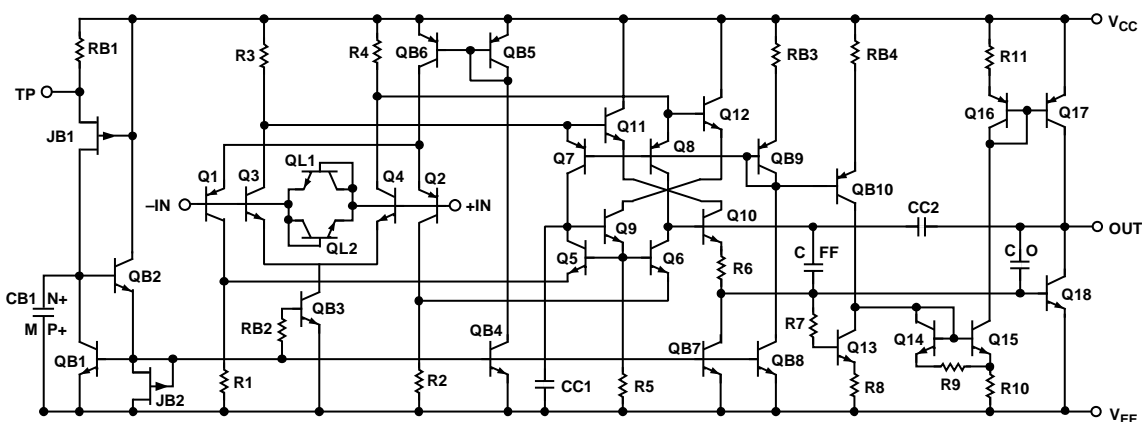 RB1
R3
R4
QB6
QB5
RB3
RB4
R11
VCC
TP
JB1
Q11
Q12
Q16
Q17
Q7
Q8
QB9
QL1
Q1
Q3
Q4
Q2
QB10
–IN
+IN
QL2
Q9
Q10
CC2
OUT
QB2
Q5
Q6
R6
C FF
C O
CB1 N+
M P+
QB3
RB2
Q18
R7
QB4
Q13
Q14
Q15
QB1
QB7
QB8
JB2
R1
R2
CC1
R5
R8
R9
R10
VEE